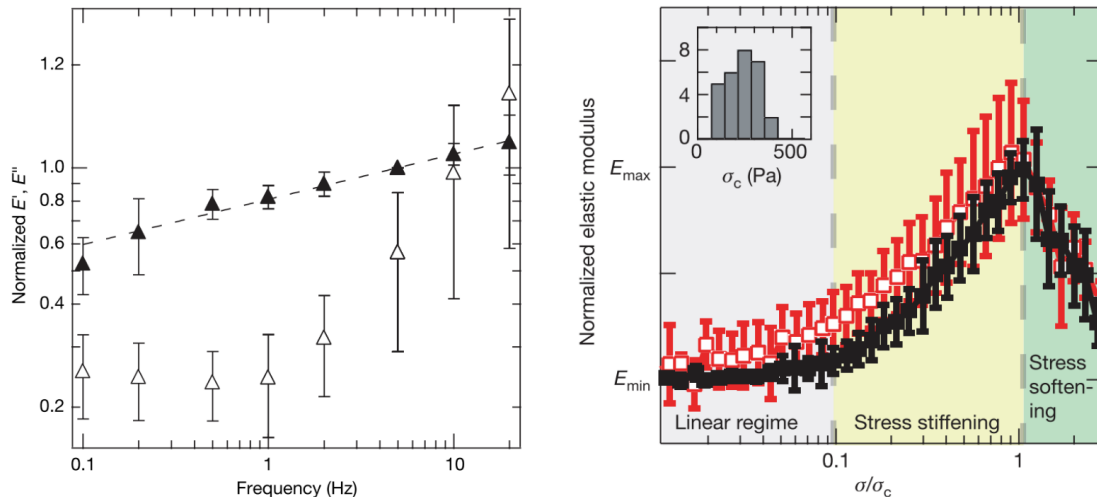 1.2
1.0
0.8
0.6
0.4
0.2
Normalized E', E"
0.1
1
10
Frequency (Hz)
8
4
0
0
500
σc (Pa)
Emax
Emin
Normalized elastic modulus
Linear regime
Stress stiffening
Stress
soften-
ing
0.1
1
σ/σc